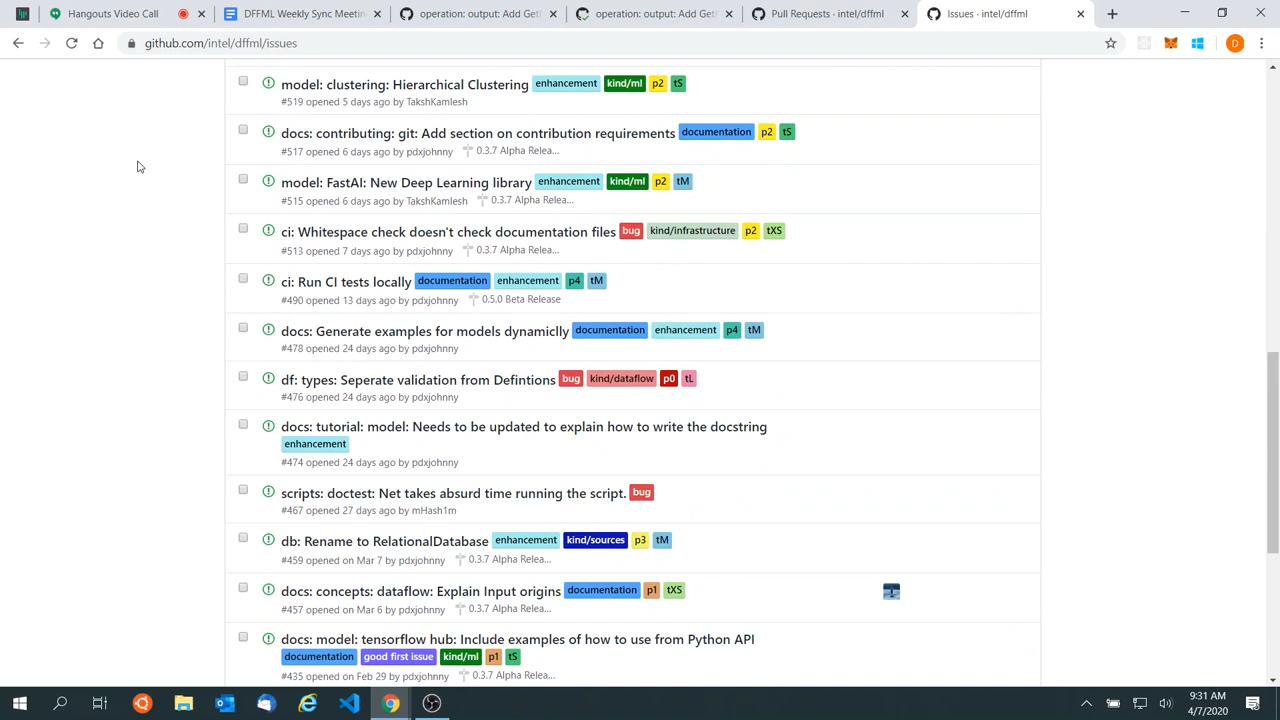 Hangouts Video Call
DFFML Weekly Sync Meetin
operation: output: Add GetI
operation: output: Add GetI
Pull Requests · intel/dffml
Issues · intel/dffml
github.com/intel/dffml/issues
D
model: clustering: Hierarchical Clustering enhancement kind/ml p2 tS
#519 opened 5 days ago by TakshKamlesh
docs: contributing: git: Add section on contribution requirements documentation p2 tS
#517 opened 6 days ago by pdxjohnny 0.3.7 Alpha Relea...
model: FastAI: New Deep Learning library enhancement kind/ml p2 tM
#515 opened 6 days ago by TakshKamlesh 0.3.7 Alpha Relea...
ci: Whitespace check doesn't check documentation files bug kind/infrastructure p2 tXS
#513 opened 7 days ago by pdxjohnny 0.3.7 Alpha Relea...
ci: Run CI tests locally documentation enhancement p4 tM
#490 opened 13 days ago by pdxjohnny 0.5.0 Beta Release
docs: Generate examples for models dynamiclly documentation enhancement p4 tM
#478 opened 24 days ago by pdxjohnny
df: types: Seperate validation from Defintions bug kind/dataflow p0 tL
#476 opened 24 days ago by pdxjohnny
docs: tutorial: model: Needs to be updated to explain how to write the docstring
enhancement
#474 opened 24 days ago by pdxjohnny
scripts: doctest: Net takes absurd time running the script. bug
#467 opened 27 days ago by mHash1m
db: Rename to RelationalDatabase enhancement kind/sources p3 tM
#459 opened on Mar 7 by pdxjohnny 0.3.7 Alpha Relea...
docs: concepts: dataflow: Explain Input origins documentation p1 tXS
#457 opened on Mar 6 by pdxjohnny 0.3.7 Alpha Relea...
docs: model: tensorflow hub: Include examples of how to use from Python API
documentation good first issue kind/ml p1 tS
#435 opened on Feb 29 by pdxjohnny 0.3.7 Alpha Relea...
9:31 AM
4/7/2020